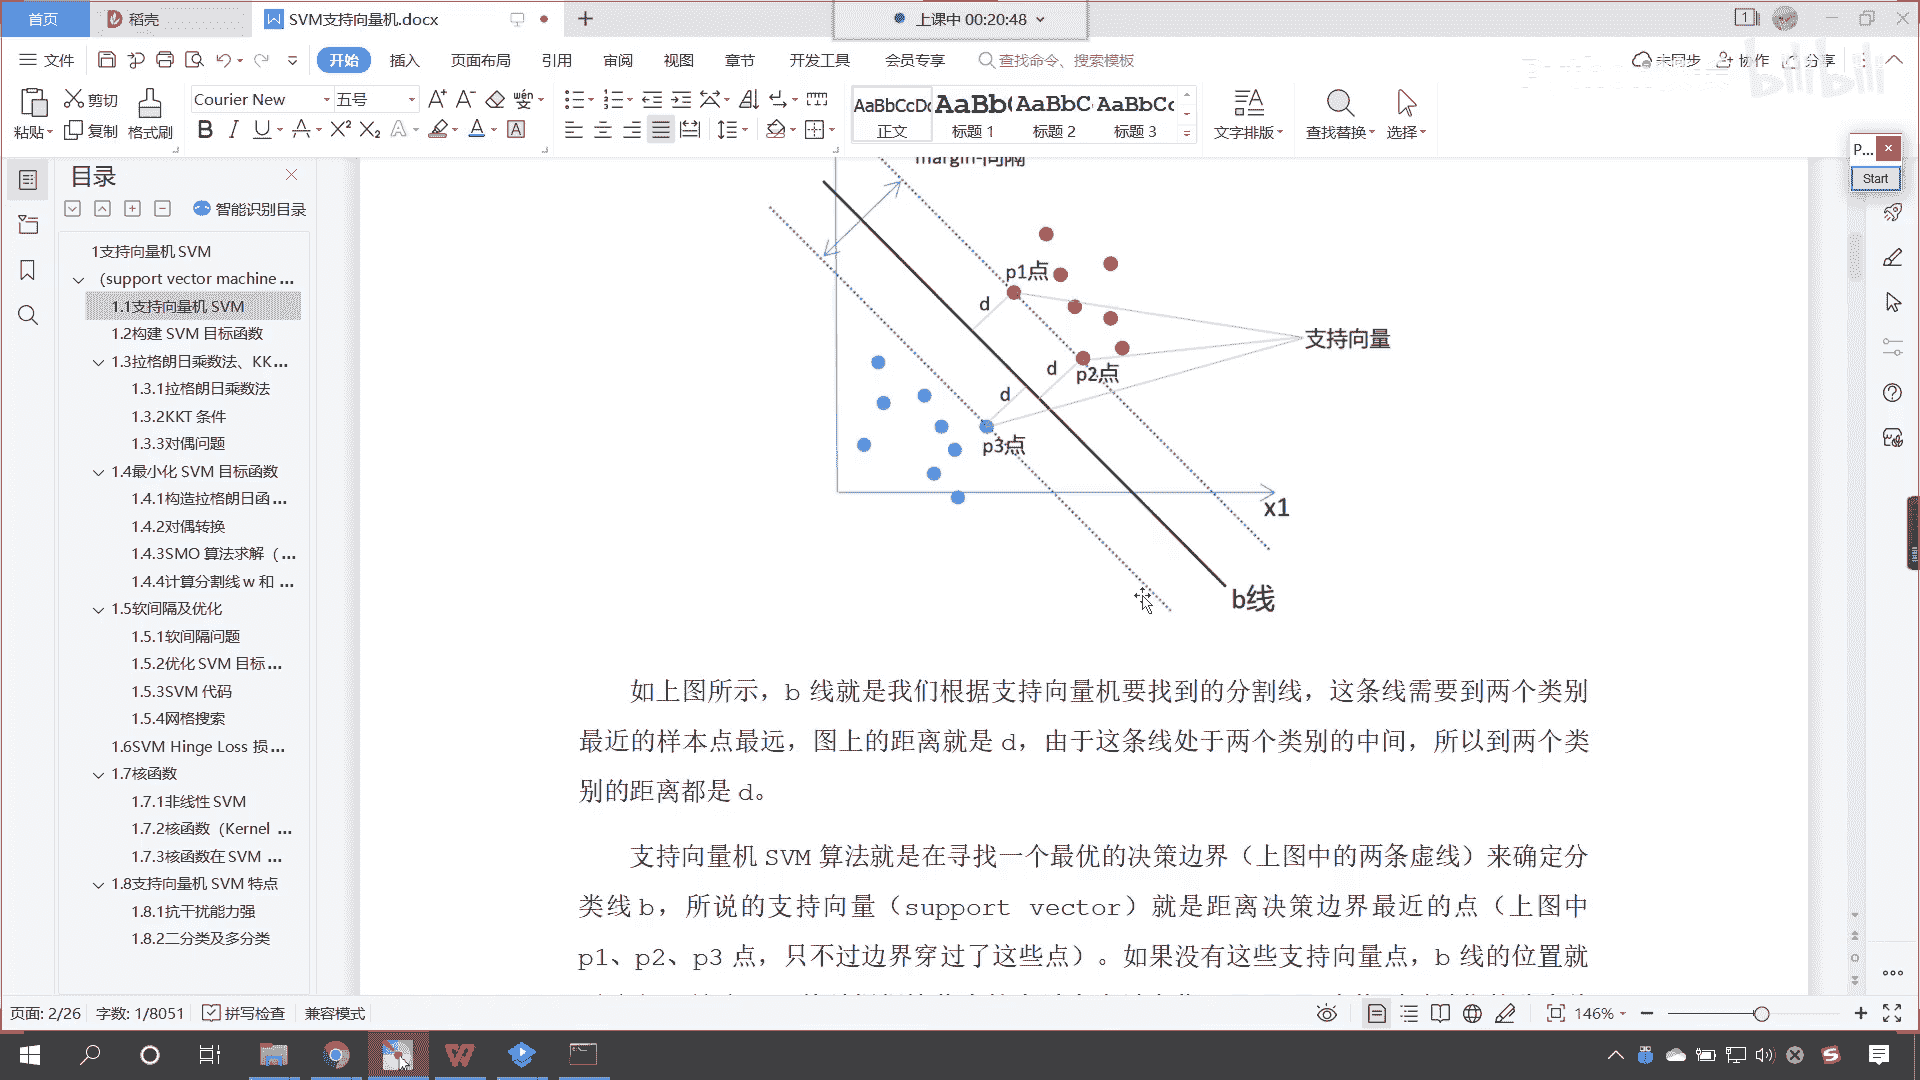 首页
稻壳
SVM支持向量机.docx
上课中 00:20:48
1
文件
开始
插入
页面布局
引用
审阅
视图
章节
开发工具
会员专享
查找命令、搜索模板
未同步
协作
分享
bilibili
粘贴
剪切
复制
格式刷
Courier New
五号
AaBbCcDd
正文
AaBb(
标题 1
AaBbC
标题 2
AaBbCc
标题 3
文字排版
查找替换
选择
P...
Start
目录
智能识别目录
1支持向量机 SVM
（support vector machine ...
1.1支持向量机 SVM
1.2构建 SVM 目标函数
1.3拉格朗日乘数法、KK...
1.3.1拉格朗日乘数法
1.3.2KKT 条件
1.3.3对偶问题
1.4最小化 SVM 目标函数
1.4.1构造拉格朗日函 ...
1.4.2对偶转换
1.4.3SMO 算法求解（ ...
1.4.4计算分割线 w 和 ...
1.5软间隔及优化
1.5.1软间隔问题
1.5.2优化 SVM 目标 ...
1.5.3SVM 代码
1.5.4网格搜索
1.6SVM Hinge Loss 损 ...
1.7核函数
1.7.1非线性 SVM
1.7.2核函数（Kernel ...
1.7.3核函数在 SVM ...
1.8支持向量机 SVM 特点
1.8.1抗干扰能力强
1.8.2二分类及多分类
margin-间隔
p1点
d
支持向量
d
p2点
d
p3点
x1
b线
如上图所示，b 线就是我们根据支持向量机要找到的分割线，这条线需要到两个类别
最近的样本点最远，图上的距离就是 d，由于这条线处于两个类别的中间，所以到两个类
别的距离都是 d。
支持向量机 SVM 算法就是在寻找一个最优的决策边界（上图中的两条虚线）来确定分
类线 b，所说的支持向量（support vector）就是距离决策边界最近的点（上图中
p1、p2、p3 点，只不过边界穿过了这些点）。如果没有这些支持向量点，b 线的位置就
页面: 2/26
字数: 1/8051
拼写检查
兼容模式
146%